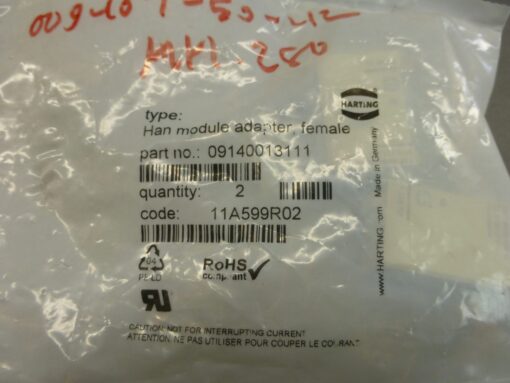 HARTING
type:
Han module adapter, female
part no.: 09140013111
quantity: 2
code: 11A599R02
04
PE-LD
RoHS
compliant
CAUTION: NOT FOR INTERRUPTING CURRENT
ATTENTION: NE PAS UTILISER POUR COUPER LE COURANT
www.HARTING.com Made in Germany